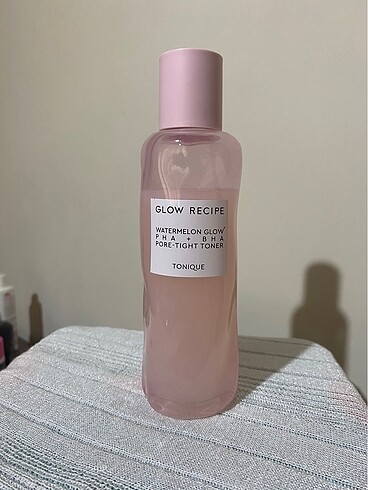 GLOW RECIPE
WATERMELON GLOW
PHA + BHA
PORE-TIGHT TONER
TONIQUE